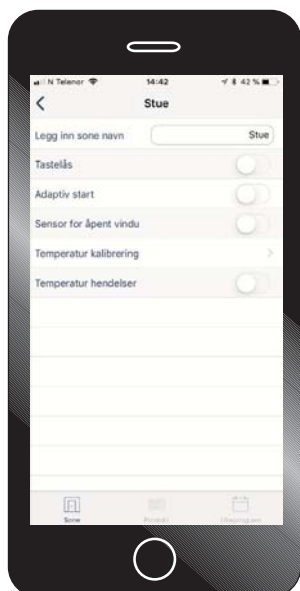 N Telenor 14:42 42 %
Stue
Legg inn sone navn Stue
Tastelås
Adaptiv start
Sensor for åpent vindu
Temperatur kalibrering
Temperatur hendelser
Sone Produkt